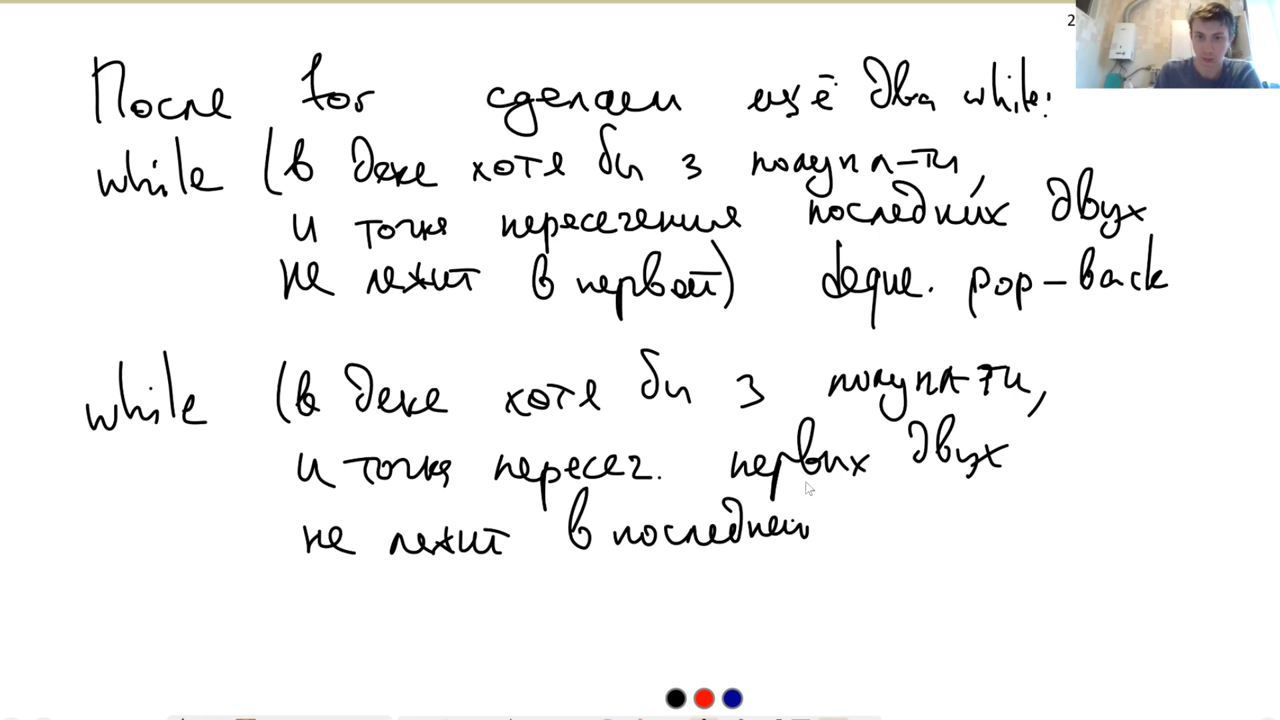 После for сделаем ещё два while:
while (в деке хотя бы 3 полупл-ти,
и точка пересечения последних двух
не лежит в первой) deque. pop-back
while (в деке хотя бы 3 полупл-ти,
и точка пересеч. первых двух
не лежит в последней
2